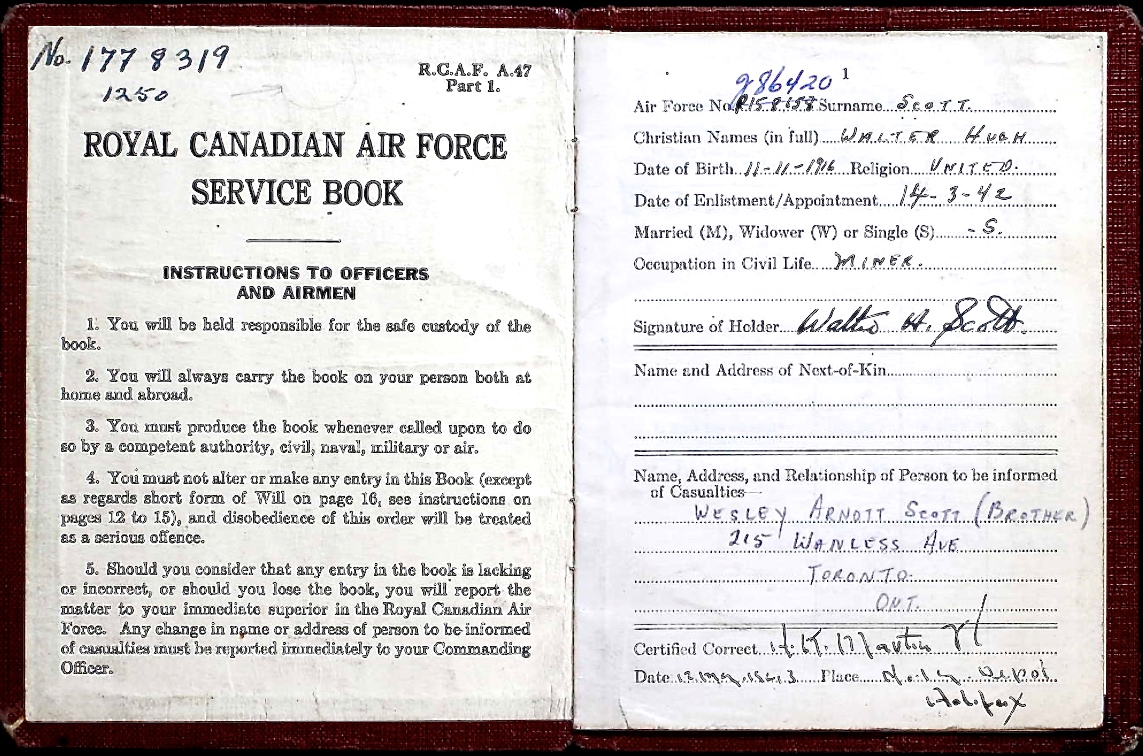 No. 1778319
1250
R.C.A.F. A.47
Part 1.
ROYAL CANADIAN AIR FORCE
SERVICE BOOK
INSTRUCTIONS TO OFFICERS
AND AIRMEN
1. You will be held responsible for the safe custody of the
book.
2. You will always carry the book on your person both at
home and abroad.
3. You must produce the book whenever called upon to do
so by a competent authority, civil, naval, military or air.
4. You must not alter or make any entry in this Book (except
as regards short form of Will on page 16, see instructions on
pages 12 to 15), and disobedience of this order will be treated
as a serious offence.
5. Should you consider that any entry in the book is lacking
or incorrect, or should you lose the book, you will report the
matter to your immediate superior in the Royal Canadian Air
Force. Any change in name or address of person to be informed
of casualties must be reported immediately to your Commanding
Officer.
1
Air Force No. Surname SCOTT.
Christian Names (in full) WALTER HUGH
Date of Birth 11-11-1916 Religion UNITED.
Date of Enlistment/Appointment 14-3-42
Married (M), Widower (W) or Single (S) -S.
Occupation in Civil Life MINER.
Signature of Holder Walter H. Scott.
Name and Address of Next-of-Kin
Name, Address, and Relationship of Person to be informed
of Casualties—
WESLEY ARNOTT SCOTT (BROTHER)
215 WANLESS AVE
TORONTO.
ONT.
Certified Correct
Date Place Depot
Halifax